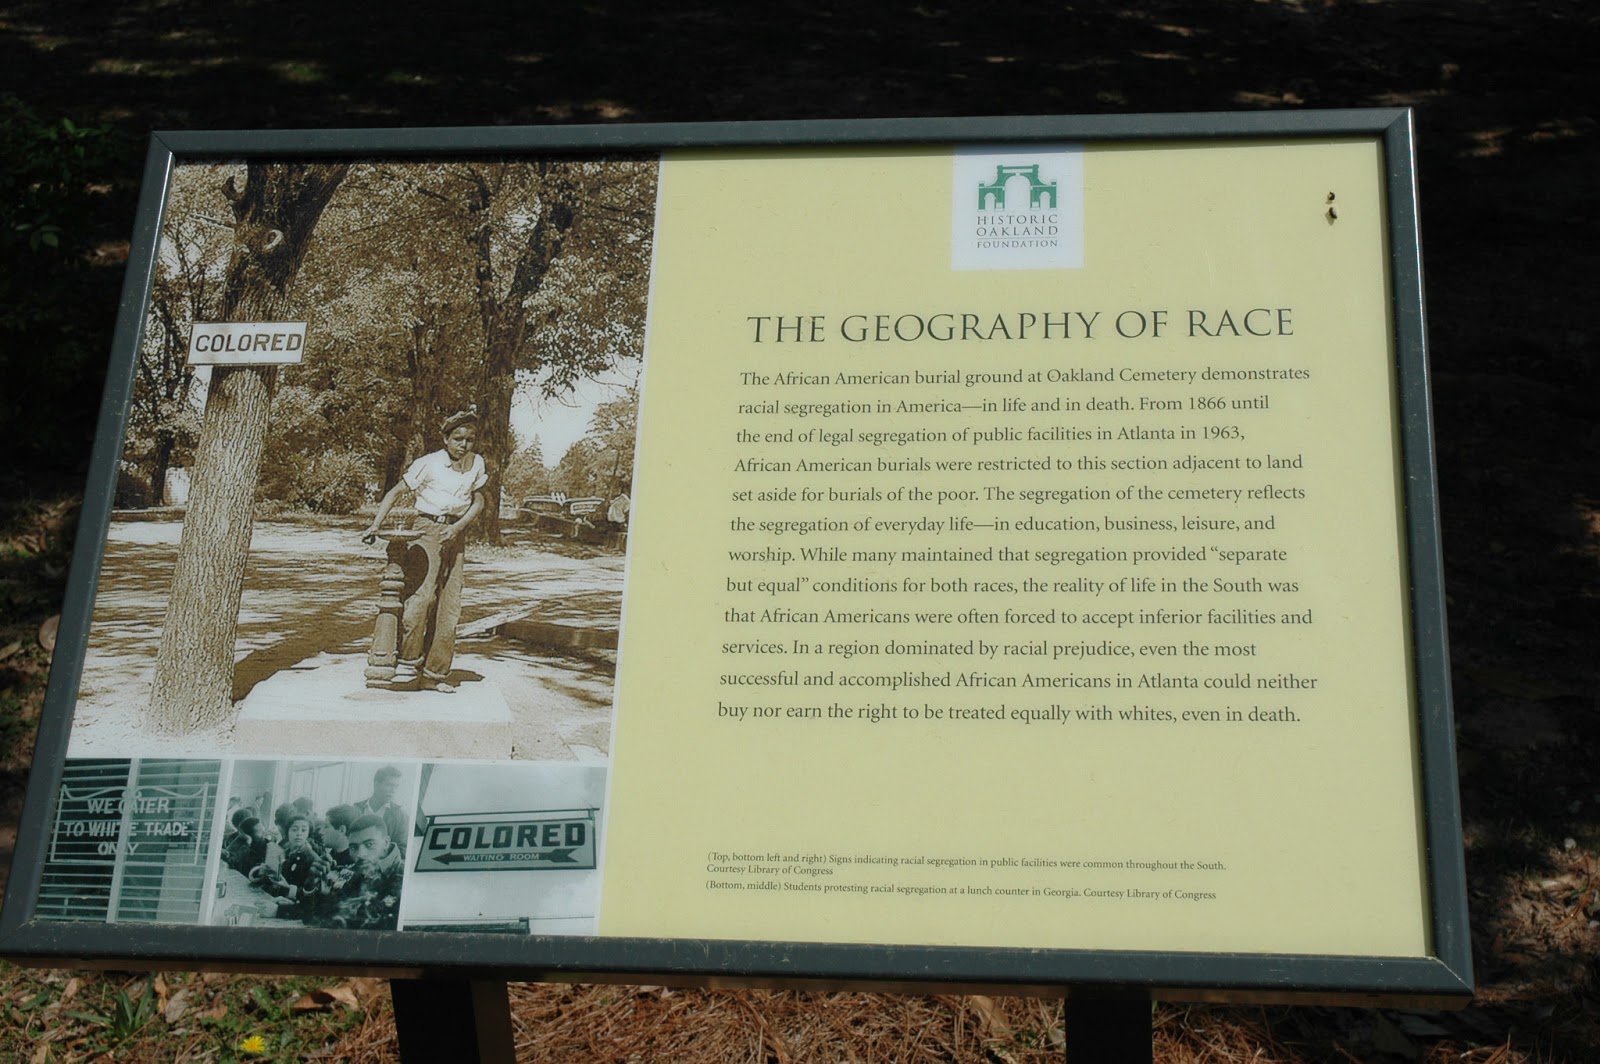 COLORED
WE CATER
TO WHITE TRADE
ONLY
COLORED
WAITING ROOM
HISTORIC
OAKLAND
FOUNDATION
THE GEOGRAPHY OF RACE
The African American burial ground at Oakland Cemetery demonstrates
racial segregation in America—in life and in death. From 1866 until
the end of legal segregation of public facilities in Atlanta in 1963,
African American burials were restricted to this section adjacent to land
set aside for burials of the poor. The segregation of the cemetery reflects
the segregation of everyday life—in education, business, leisure, and
worship. While many maintained that segregation provided “separate
but equal” conditions for both races, the reality of life in the South was
that African Americans were often forced to accept inferior facilities and
services. In a region dominated by racial prejudice, even the most
successful and accomplished African Americans in Atlanta could neither
buy nor earn the right to be treated equally with whites, even in death.
(Top, bottom left and right) Signs indicating racial segregation in public facilities were common throughout the South.
Courtesy Library of Congress
(Bottom, middle) Students protesting racial segregation at a lunch counter in Georgia. Courtesy Library of Congress